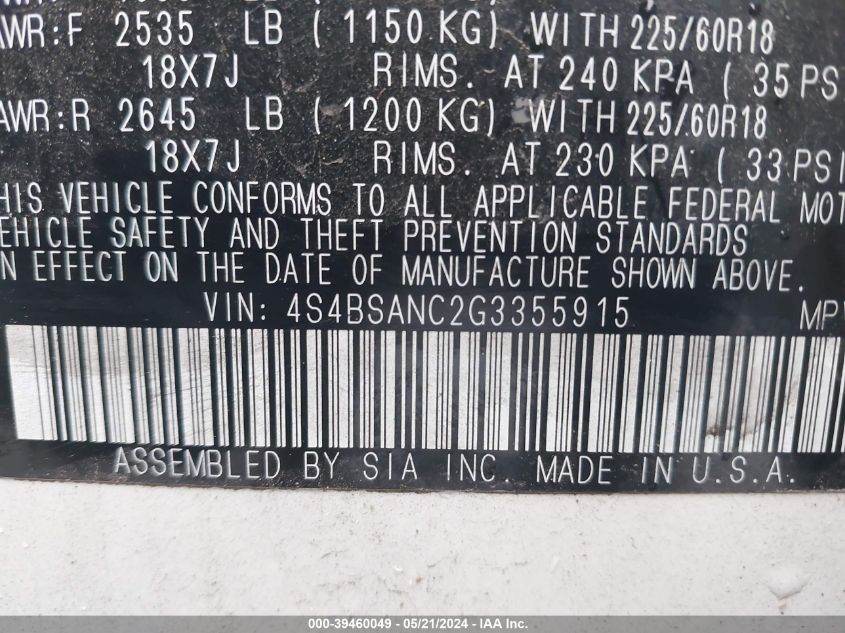 AWR:F 2535 LB ( 1150 KG) WITH 225/60R18
18X7J RIMS. AT 240 KPA ( 35 PS
AWR:R 2645 LB ( 1200 KG) WITH 225/60R18
18X7J RIMS. AT 230 KPA ( 33 PSI
HIS VEHICLE CONFORMS TO ALL APPLICABLE FEDERAL MOT
EHICLE SAFETY AND THEFT PREVENTION STANDARDS
N EFFECT ON THE DATE OF MANUFACTURE SHOWN ABOVE.
VIN: 4S4BSANC2G3355915 MPV
ASSEMBLED BY SIA INC. MADE IN U.S.A.
000-39460049 - 05/21/2024 - IAA Inc.